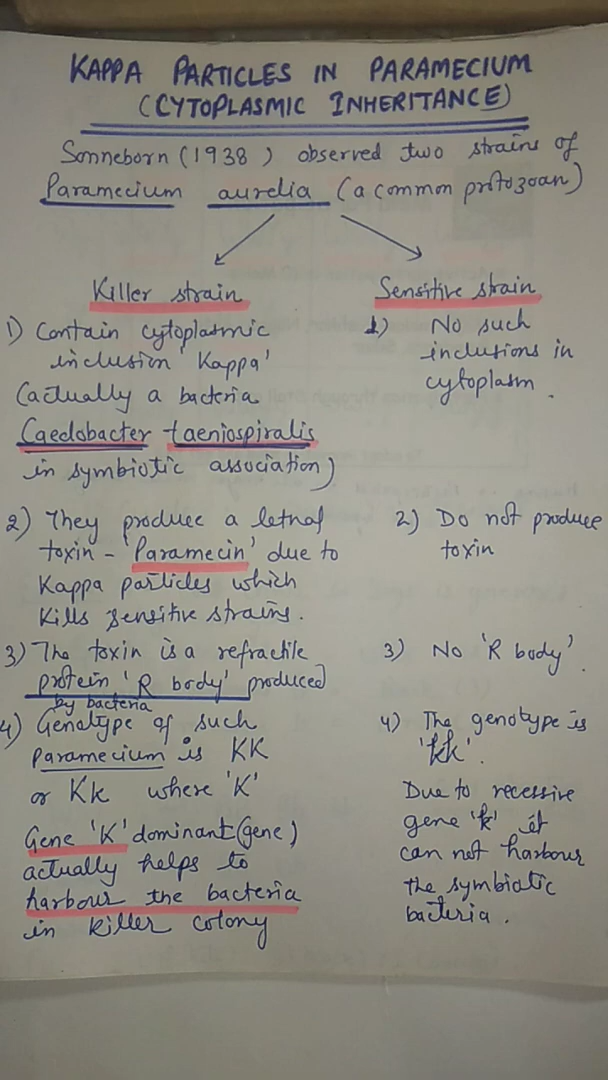 KAPPA PARTICLES IN PARAMECIUM
(CYTOPLASMIC INHERITANCE)
Sonneborn (1938) observed two strains of
Paramecium aurelia (a common protozoan)
Killer strain
1) Contain cytoplasmic
inclusion 'Kappa'
(actually a bacteria
Caedobacter taeniospiralis
in symbiotic association)
2) They produce a lethal
toxin - 'Paramecin' due to
Kappa particles which
kills sensitive strains.
3) The toxin is a refractile
protein 'R body' produced
by bacteria
4) Genotype of such
Paramecium is KK
or Kk where 'K'
Gene 'K' dominant (gene)
actually helps to
harbour the bacteria
in killer colony
Sensitive strain
1) No such
inclusions in
cytoplasm.
2) Do not produce
toxin
3) No 'R body'.
4) The genotype is
'kk'.
Due to recessive
gene 'k' it
can not harbour
the symbiotic
bacteria.